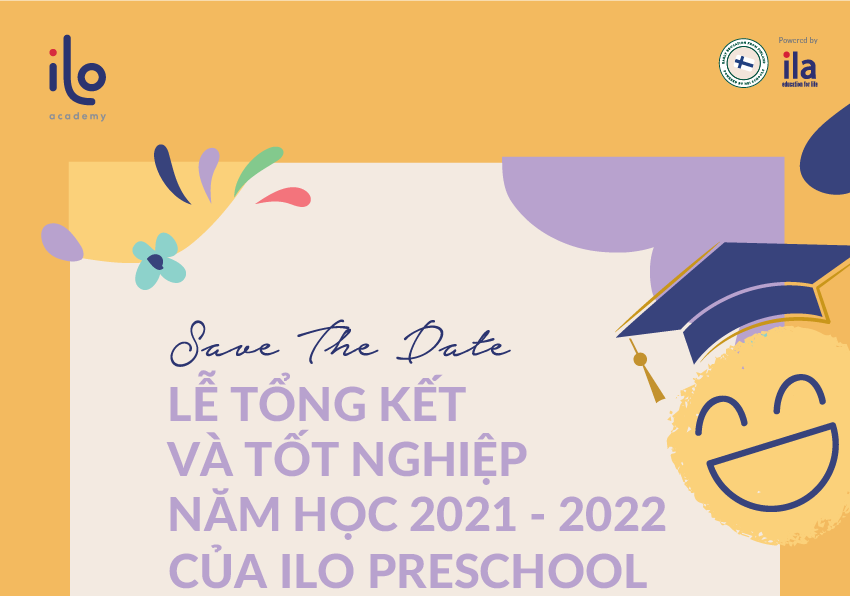 ilo
academy
Powered by
ila
education for life
Save The Date
LỄ TỔNG KẾT
VÀ TỐT NGHIỆP
NĂM HỌC 2021 - 2022
CỦA ILO PRESCHOOL